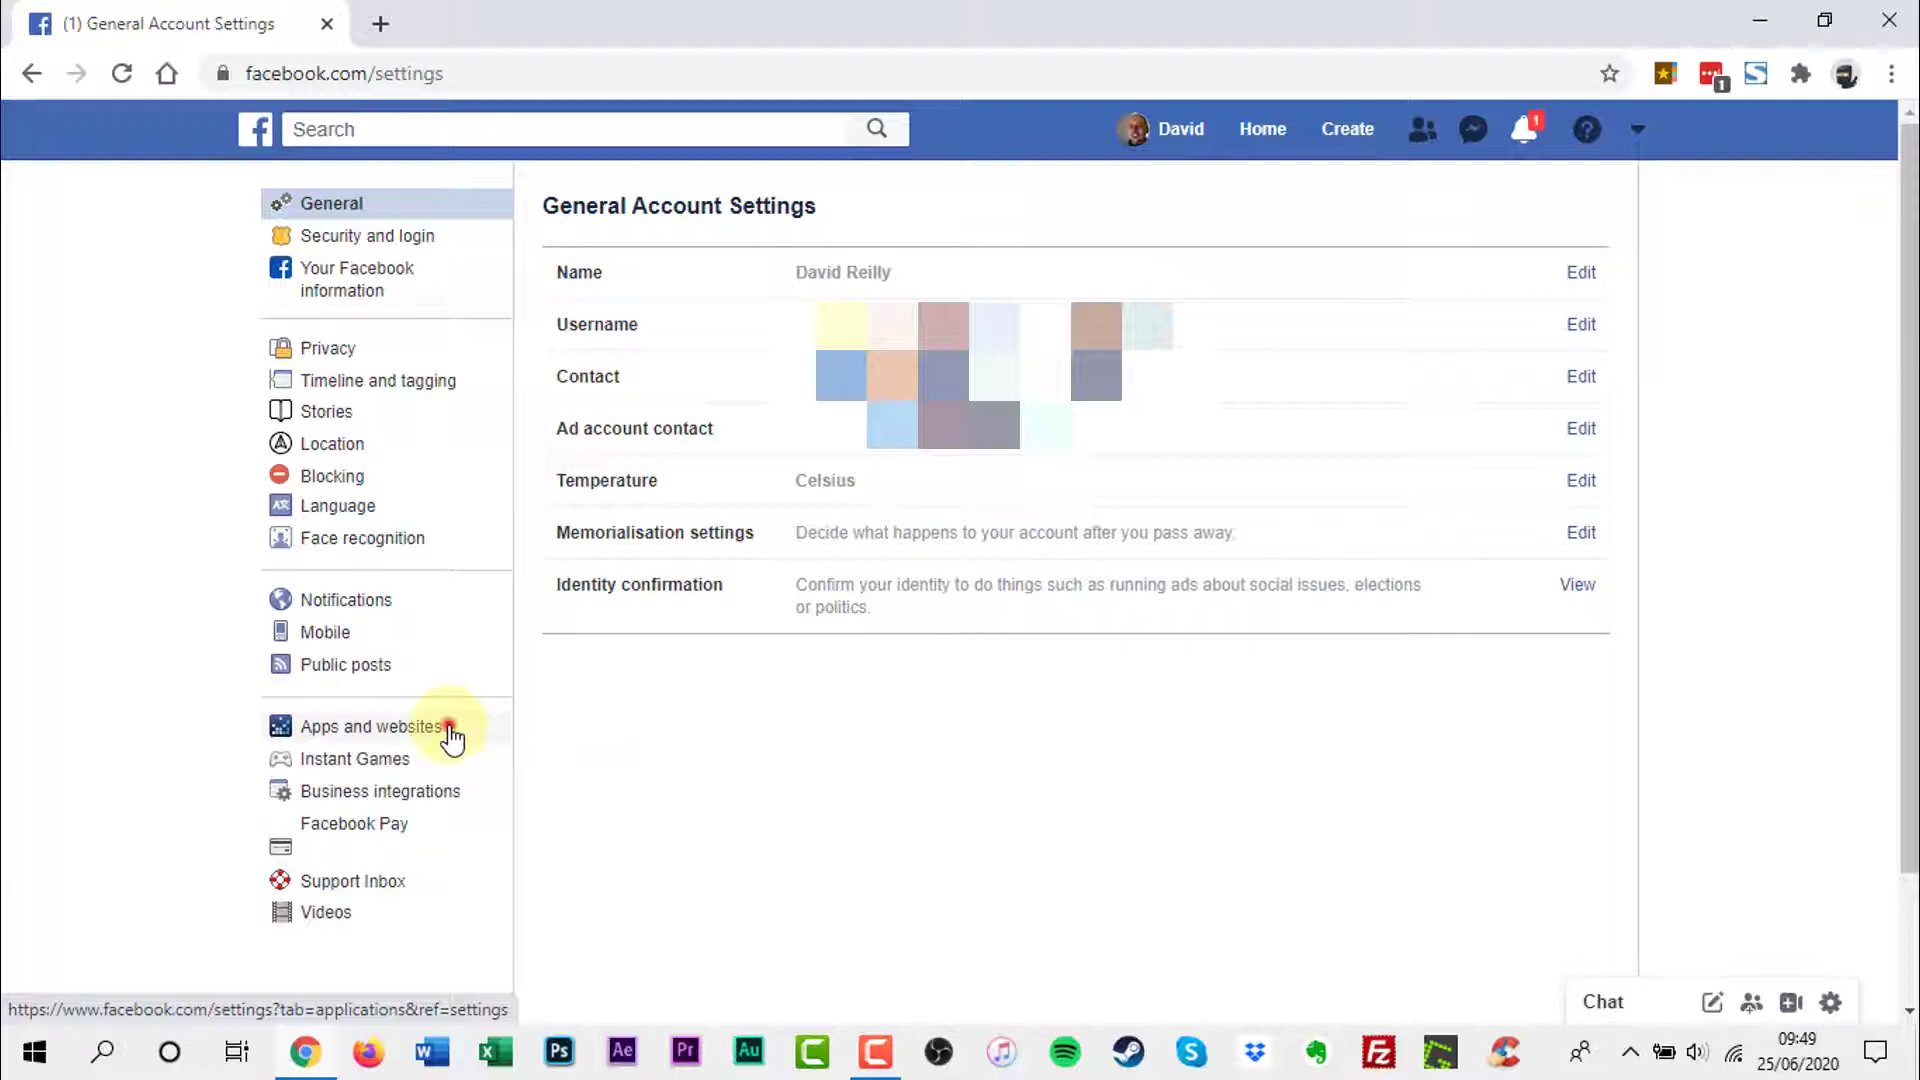 (1) General Account Settings
facebook.com/settings
1
Search
David
Home
Create
1
General
Security and login
Your Facebook
information
Privacy
Timeline and tagging
Stories
Location
Blocking
Language
Face recognition
Notifications
Mobile
Public posts
Apps and websites
Instant Games
Business integrations
Facebook Pay
Support Inbox
Videos
General Account Settings
Name David Reilly Edit
Username Edit
Contact Edit
Ad account contact Edit
Temperature Celsius Edit
Memorialisation settings Decide what happens to your account after you pass away. Edit
Identity confirmation Confirm your identity to do things such as running ads about social issues, elections View
or politics.
Chat
https://www.facebook.com/settings?tab=applications&ref=settings
Ps
Ae
Pr
Au
09:49
25/06/2020